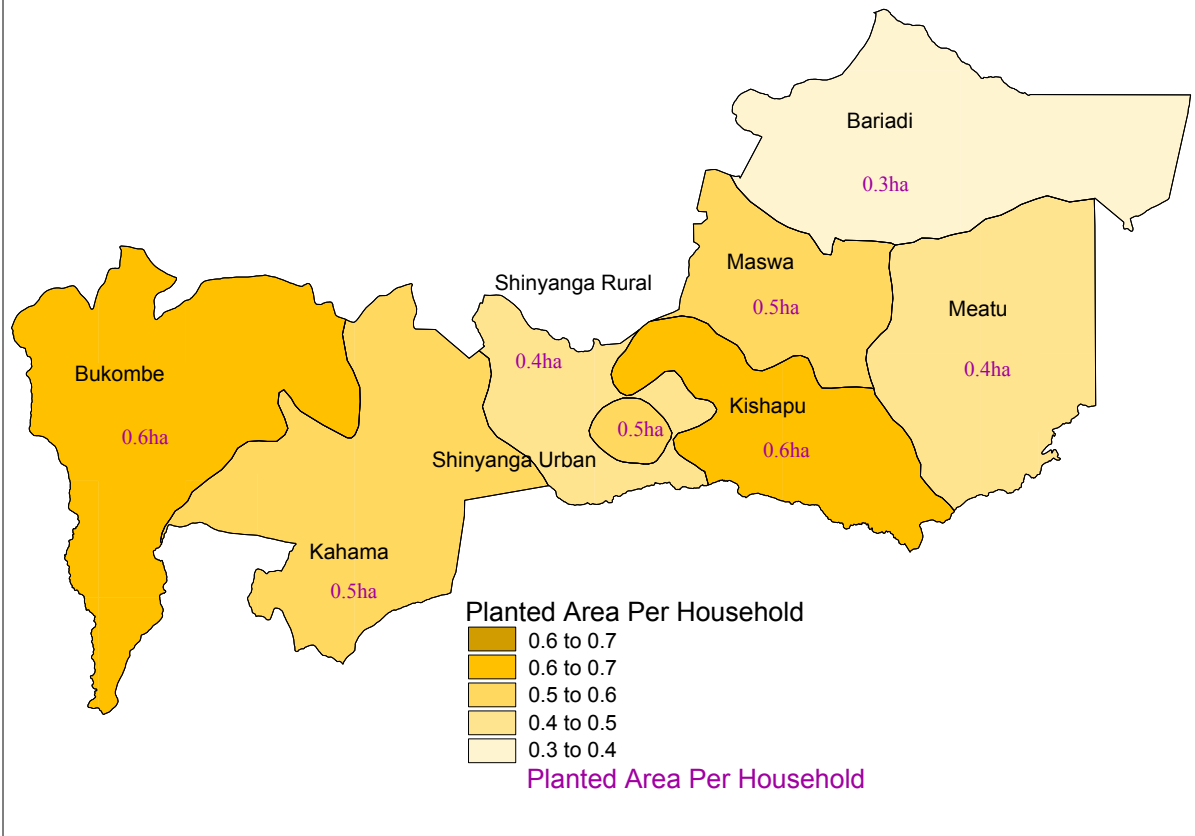 Bariadi
0.3ha
Maswa
0.5ha
Shinyanga Rural
0.4ha
Meatu
0.4ha
Bukombe
0.6ha
Kishapu
0.6ha
0.5ha
Shinyanga Urban
Kahama
0.5ha
Planted Area Per Household
0.6 to 0.7
0.6 to 0.7
0.5 to 0.6
0.4 to 0.5
0.3 to 0.4
Planted Area Per Household